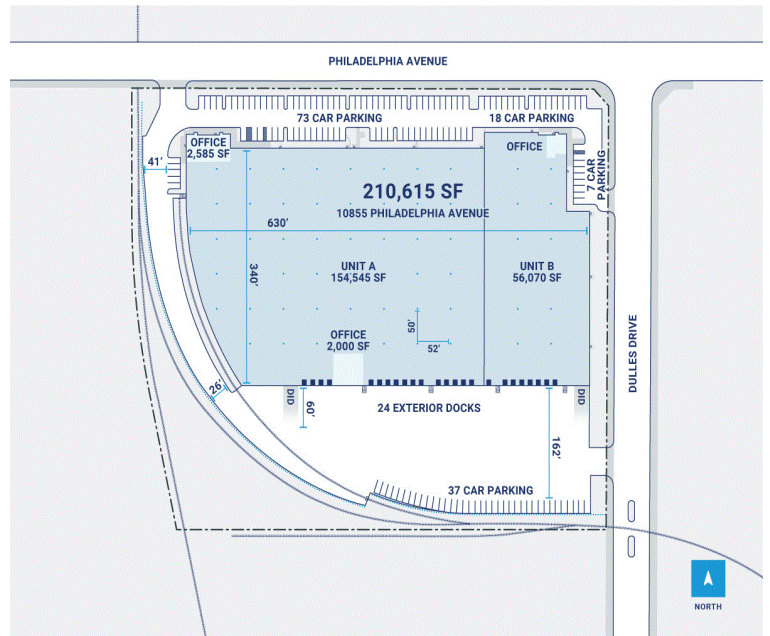 PHILADELPHIA AVENUE
73 CAR PARKING
18 CAR PARKING
OFFICE
2,585 SF
OFFICE
41'
7 CAR
PARKING
210,615 SF
10855 PHILADELPHIA AVENUE
630'
340'
UNIT A
154,545 SF
UNIT B
56,070 SF
50'
52'
OFFICE
2,000 SF
DULLES DRIVE
26'
DID
60'
24 EXTERIOR DOCKS
DID
162'
37 CAR PARKING
NORTH